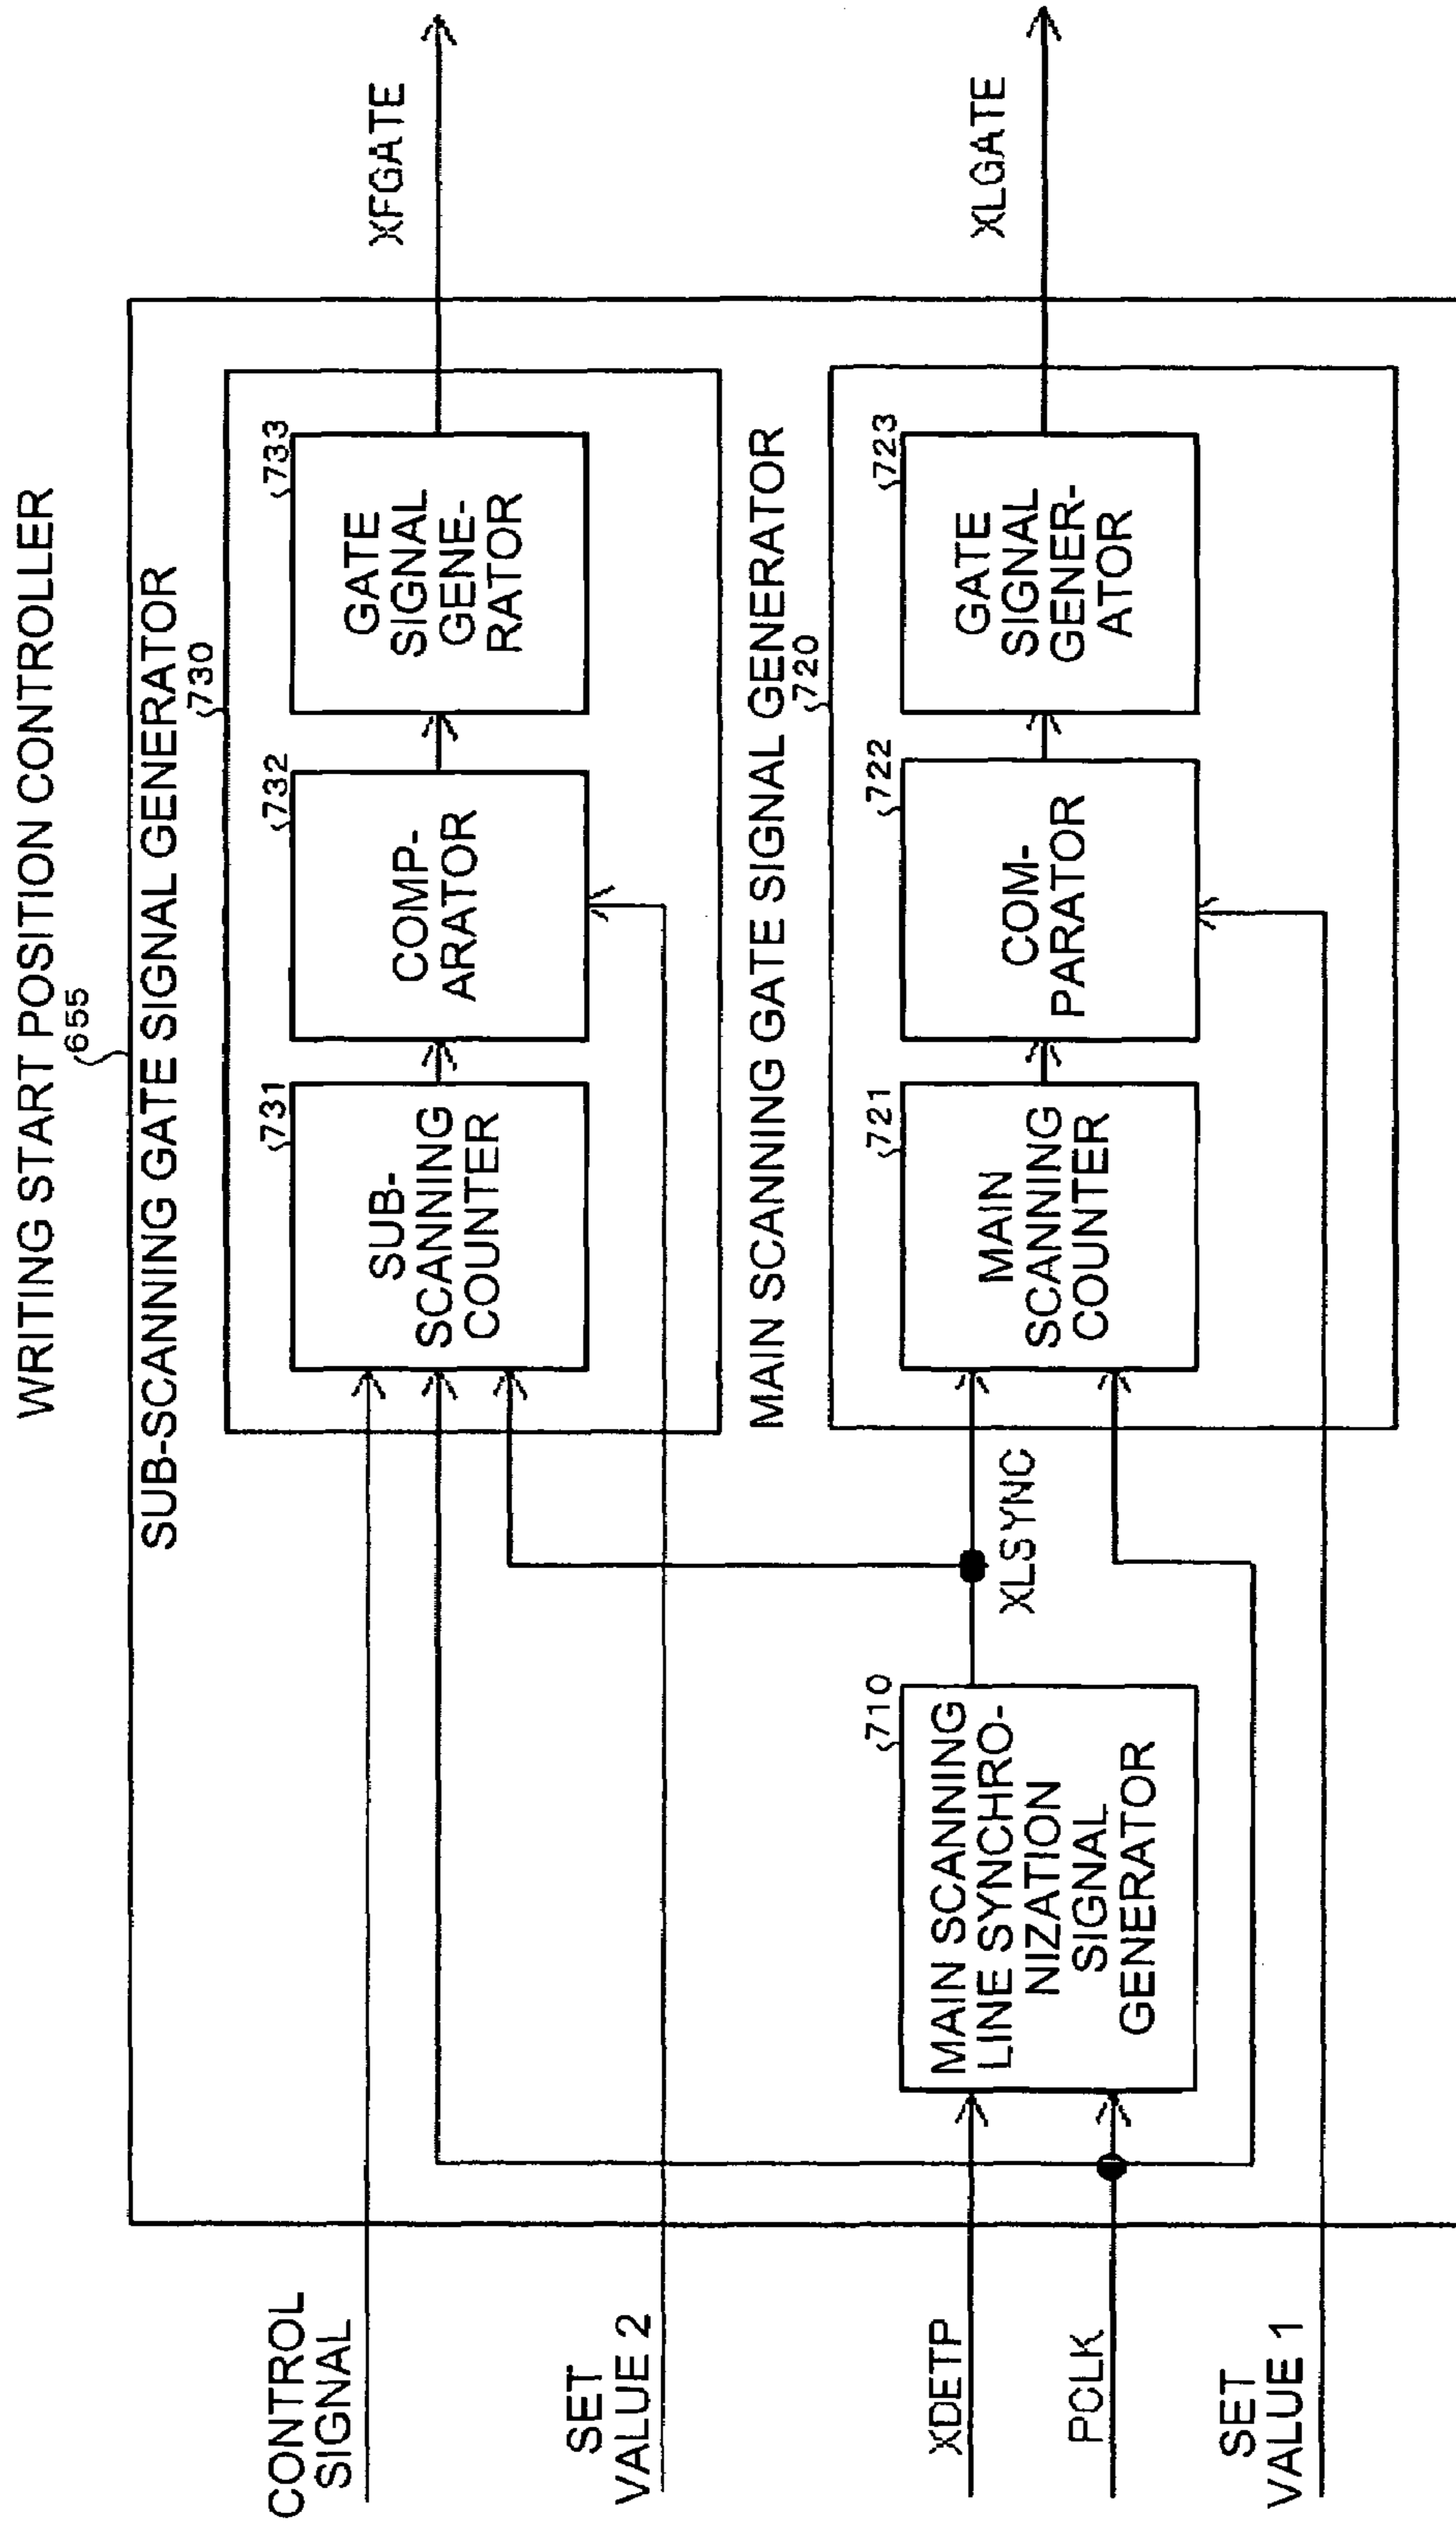 WRITING START POSITION CONTROLLER
655
SUB-SCANNING GATE SIGNAL GENERATOR
730
CONTROL
SIGNAL
SET
VALUE 2
731
SUB-
SCANNING
COUNTER
732
COMP-
ARATOR
733
GATE
SIGNAL
GENE-
RATOR
XFGATE
MAIN SCANNING GATE SIGNAL GENERATOR
720
XDETP
PCLK
SET
VALUE 1
710
MAIN SCANNING
LINE SYNCHRO-
NIZATION
SIGNAL
GENERATOR
XLSYNC
721
MAIN
SCANNING
COUNTER
722
COM-
PARATOR
723
GATE
SIGNAL
GENER-
ATOR
XLGATE